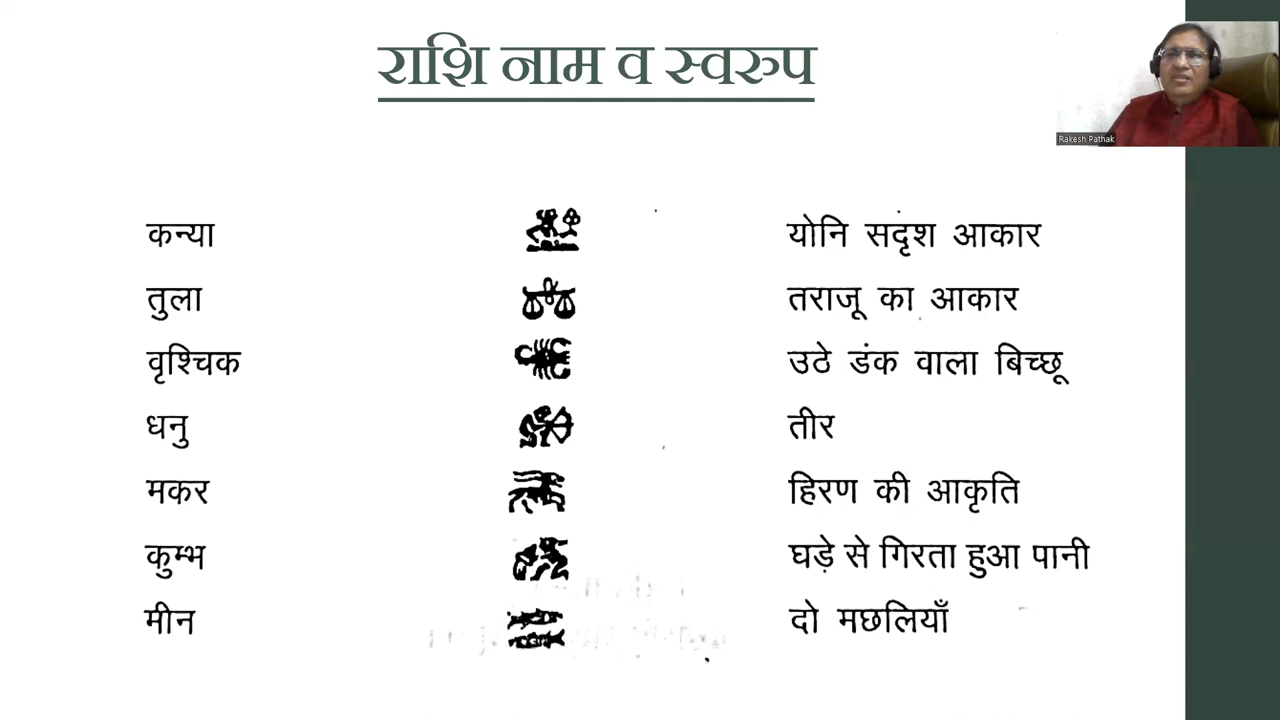 राशि नाम व स्वरुप
Rakesh Pathak
कन्या योनि सदृश आकार
तुला तराजू का आकार
वृश्चिक उठे डंक वाला बिच्छू
धनु तीर
मकर हिरण की आकृति
कुम्भ घड़े से गिरता हुआ पानी
मीन दो मछलियाँ